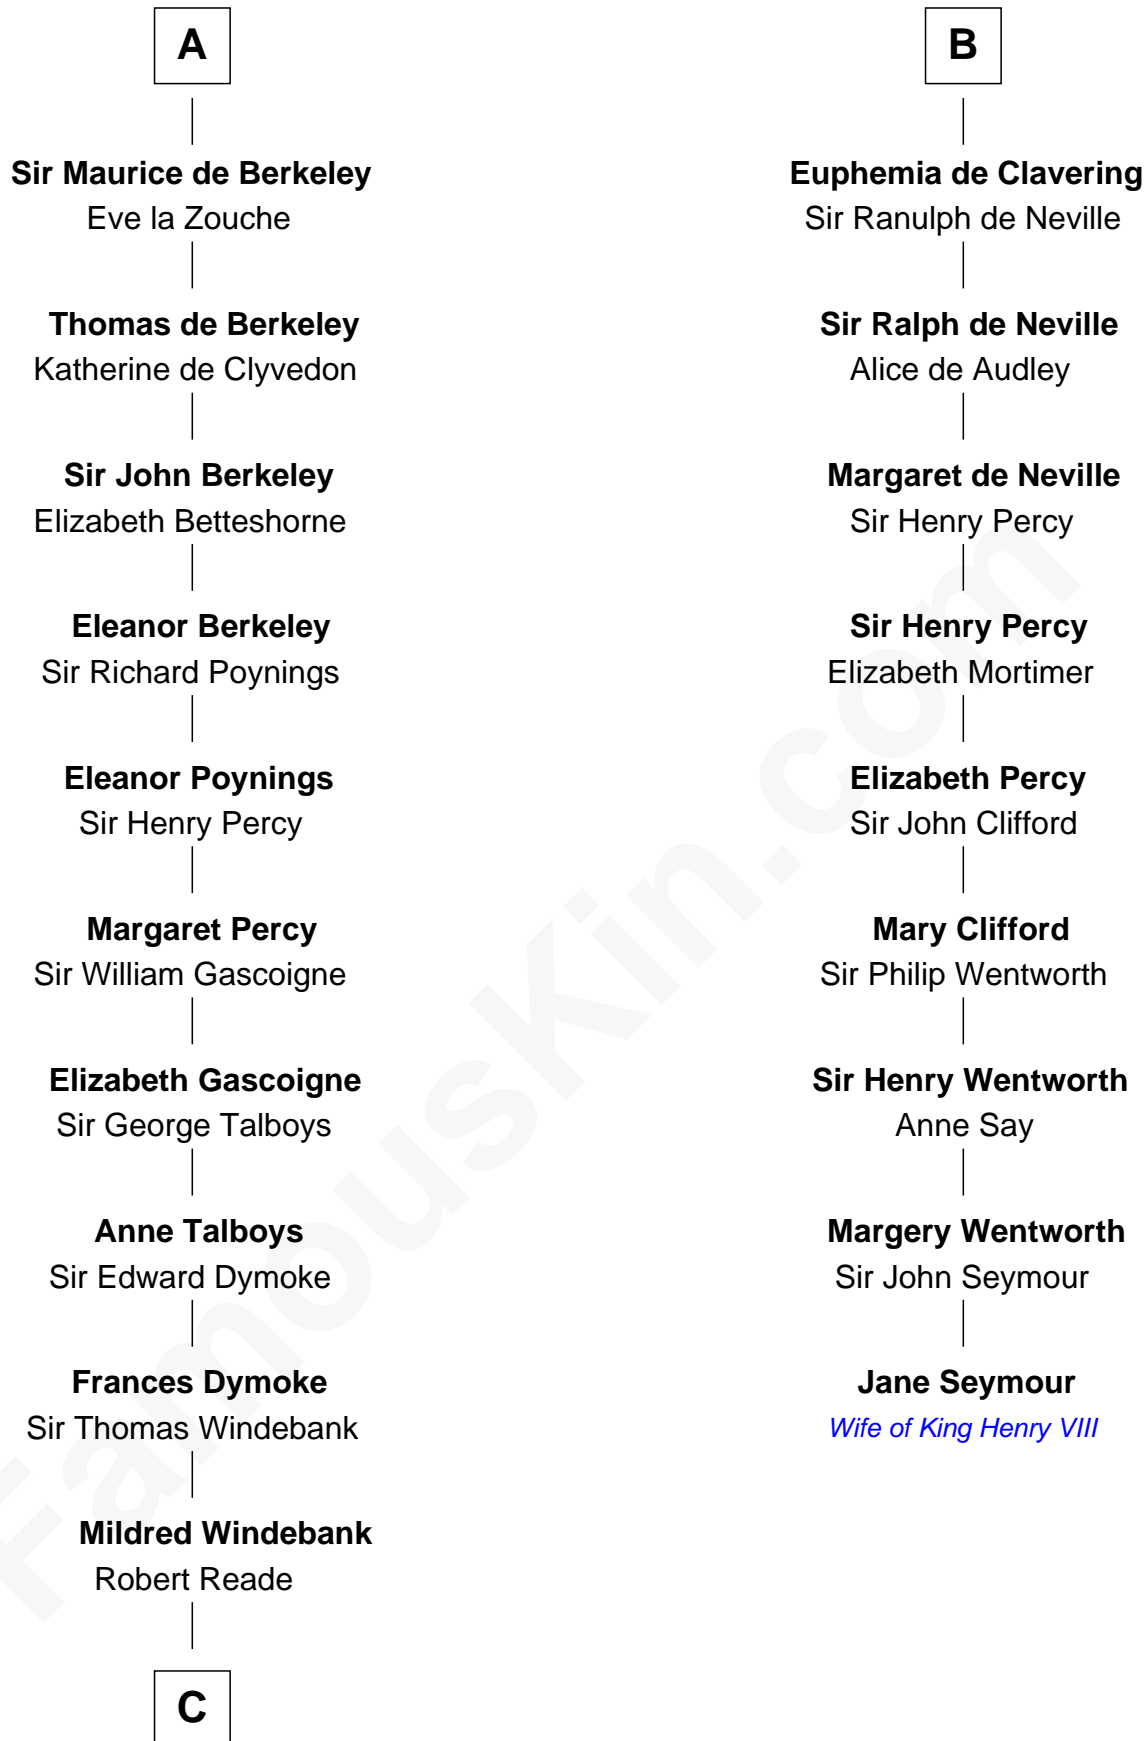 A
Sir Maurice de Berkeley
Eve la Zouche
Thomas de Berkeley
Katherine de Clyvedon
Sir John Berkeley
Elizabeth Betteshorne
Eleanor Berkeley
Sir Richard Poynings
Eleanor Poynings
Sir Henry Percy
Margaret Percy
Sir William Gascoigne
Elizabeth Gascoigne
Sir George Talboys
Anne Talboys
Sir Edward Dymoke
Frances Dymoke
Sir Thomas Windebank
Mildred Windebank
Robert Reade
C
B
Euphemia de Clavering
Sir Ranulph de Neville
Sir Ralph de Neville
Alice de Audley
Margaret de Neville
Sir Henry Percy
Sir Henry Percy
Elizabeth Mortimer
Elizabeth Percy
Sir John Clifford
Mary Clifford
Sir Philip Wentworth
Sir Henry Wentworth
Anne Say
Margery Wentworth
Sir John Seymour
Jane Seymour
Wife of King Henry VIII
FamousKin.com